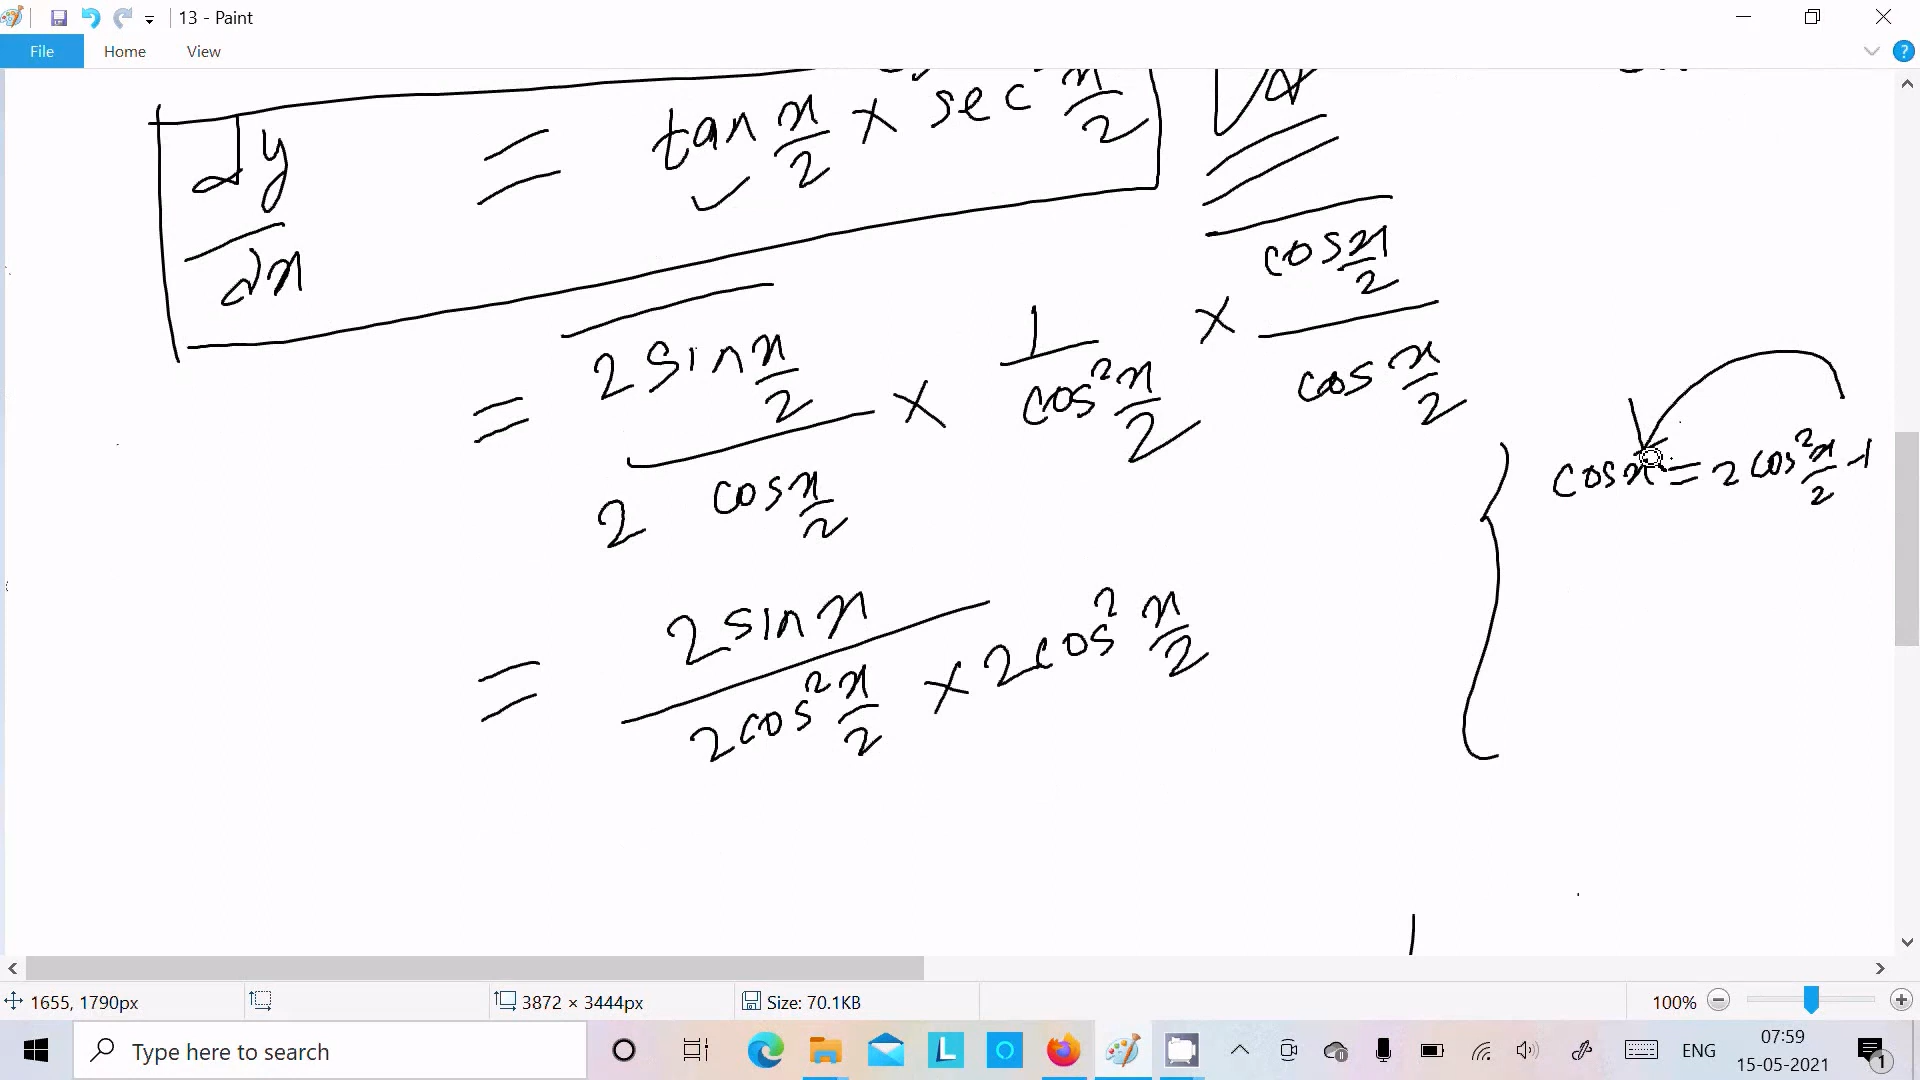 13 - Paint
File Home View
dy/dx = tan x/2 × sec² x/2
= 2 sin x/2 / 2 cos x/2 × 1 / cos² x/2 × cos x/2 / cos x/2
cos x = 2 cos² x/2 - 1
= 2 sin x / 2 cos² x/2 × 2 cos² x/2
1655, 1790px 3872 × 3444px Size: 70.1KB 100%
Type here to search ENG 07:59
15-05-2021 1